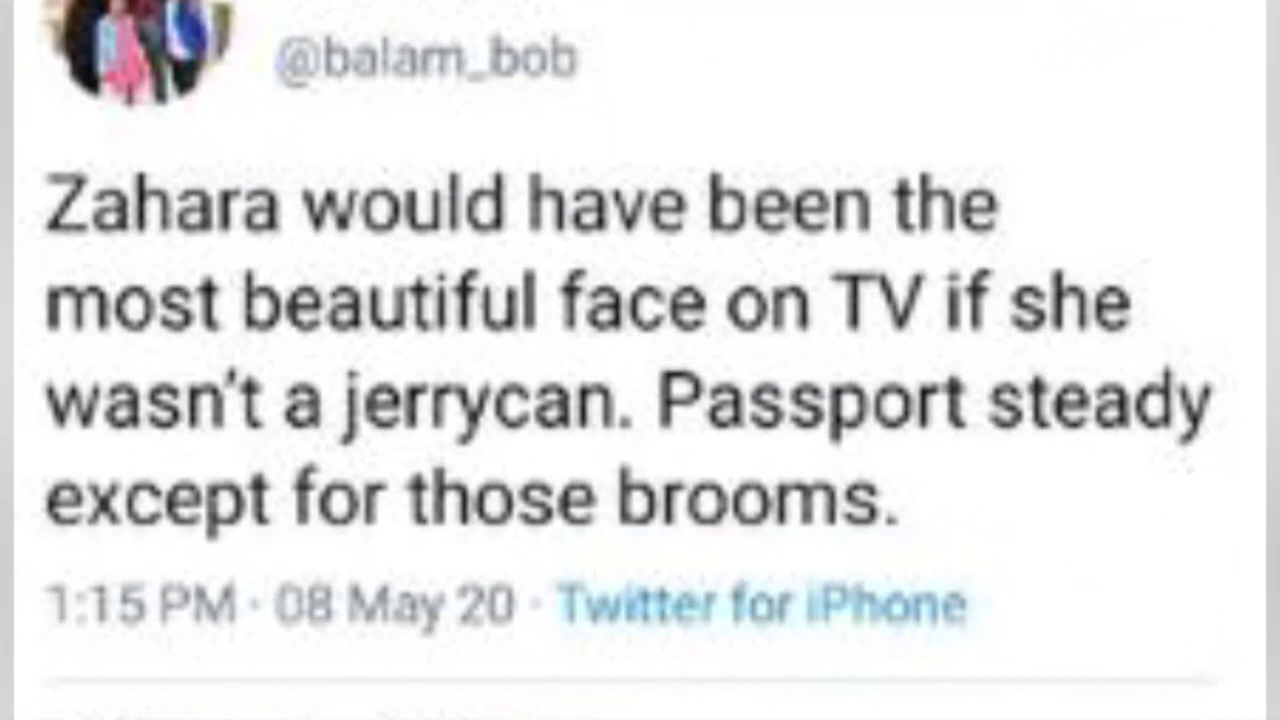 @balam_bob
Zahara would have been the
most beautiful face on TV if she
wasn't a jerrycan. Passport steady
except for those brooms.
1:15 PM · 08 May 20 · Twitter for iPhone